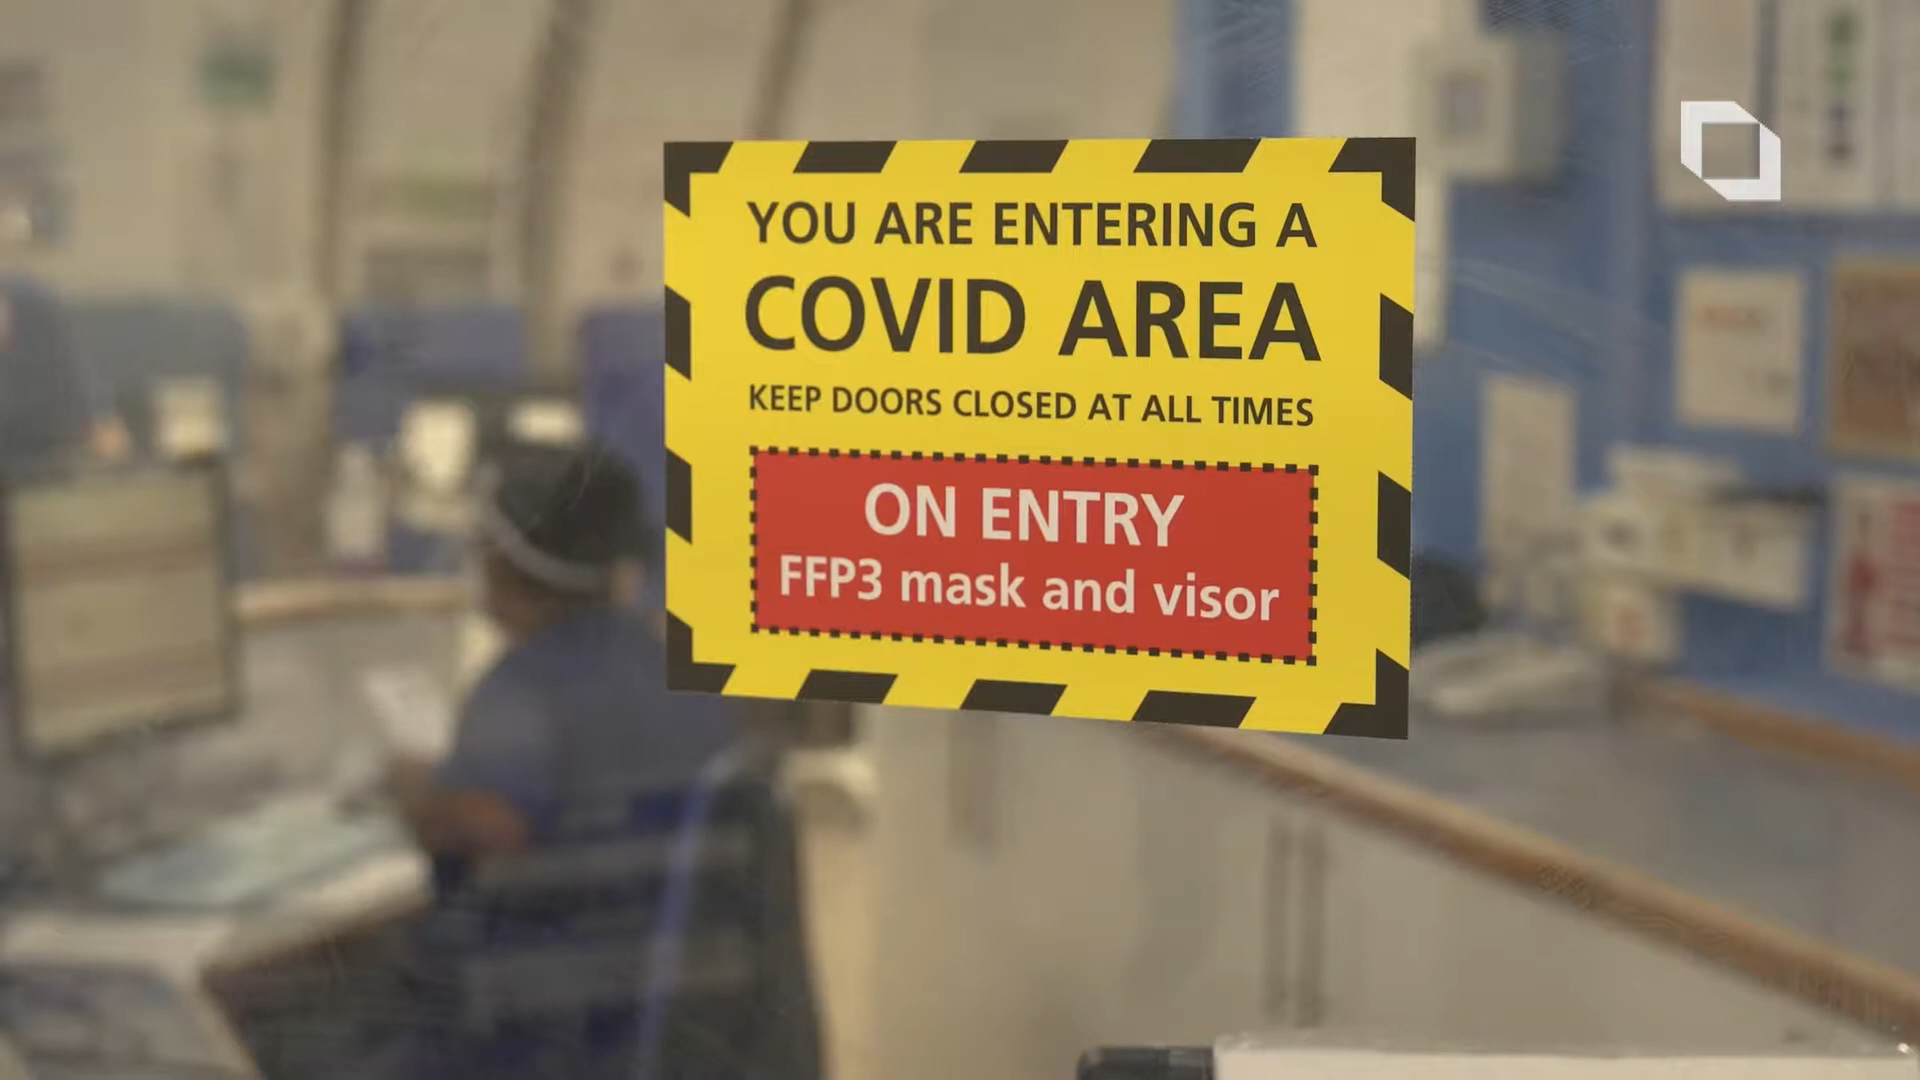 YOU ARE ENTERING A
COVID AREA
KEEP DOORS CLOSED AT ALL TIMES
ON ENTRY
FFP3 mask and visor